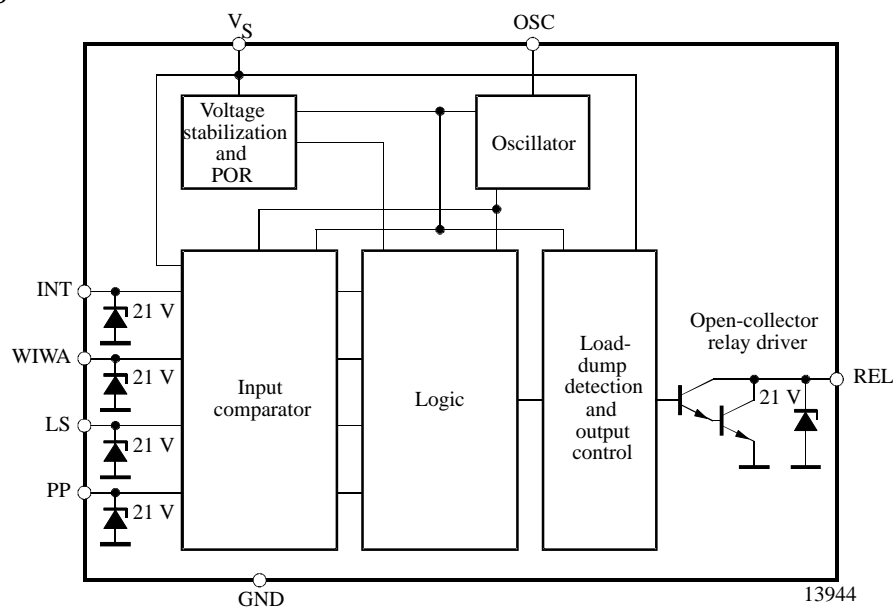 VS
OSC
Voltage
stabilization
and
POR
Oscillator
INT
21 V
WIWA
21 V
LS
21 V
PP
21 V
Input
comparator
Logic
Load-
dump
detection
and
output
control
Open-collector
relay driver
REL
21 V
GND
13944